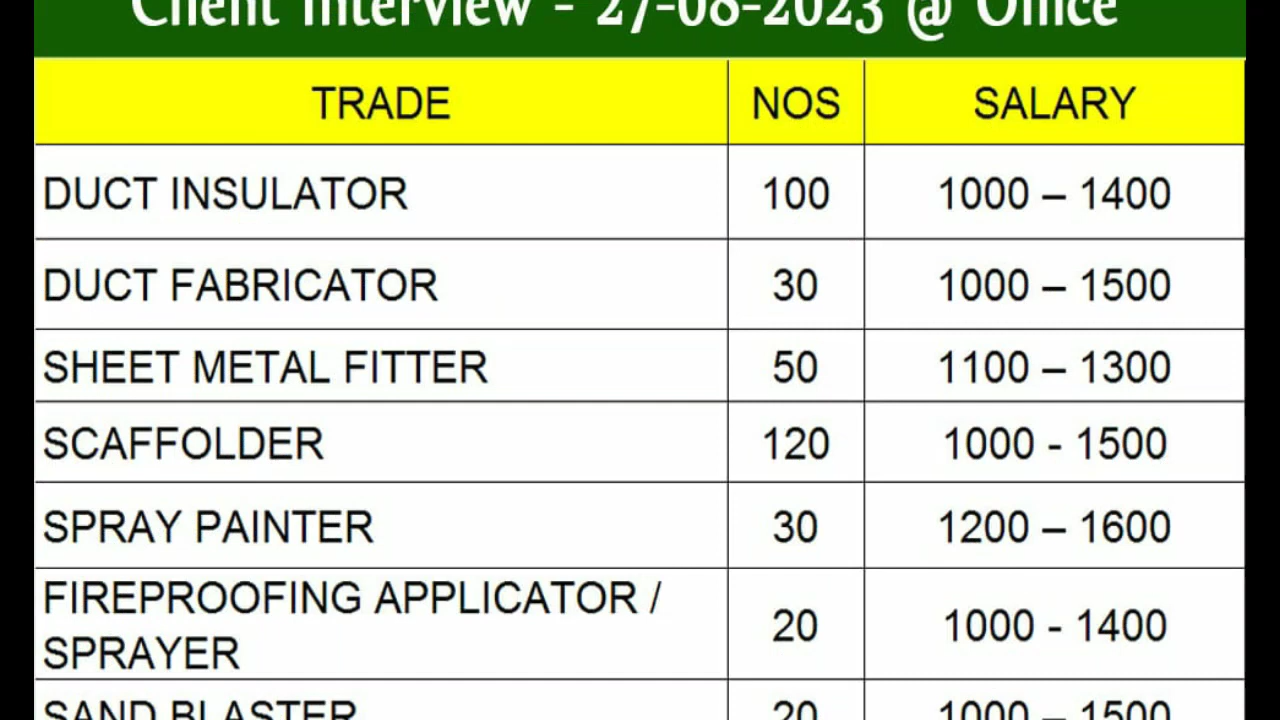 Client Interview - 27-08-2023 @ Office
TRADE NOS SALARY
DUCT INSULATOR 100 1000 – 1400
DUCT FABRICATOR 30 1000 – 1500
SHEET METAL FITTER 50 1100 – 1300
SCAFFOLDER 120 1000 - 1500
SPRAY PAINTER 30 1200 – 1600
FIREPROOFING APPLICATOR /
SPRAYER 20 1000 - 1400
SAND BLASTER 20 1000 – 1500